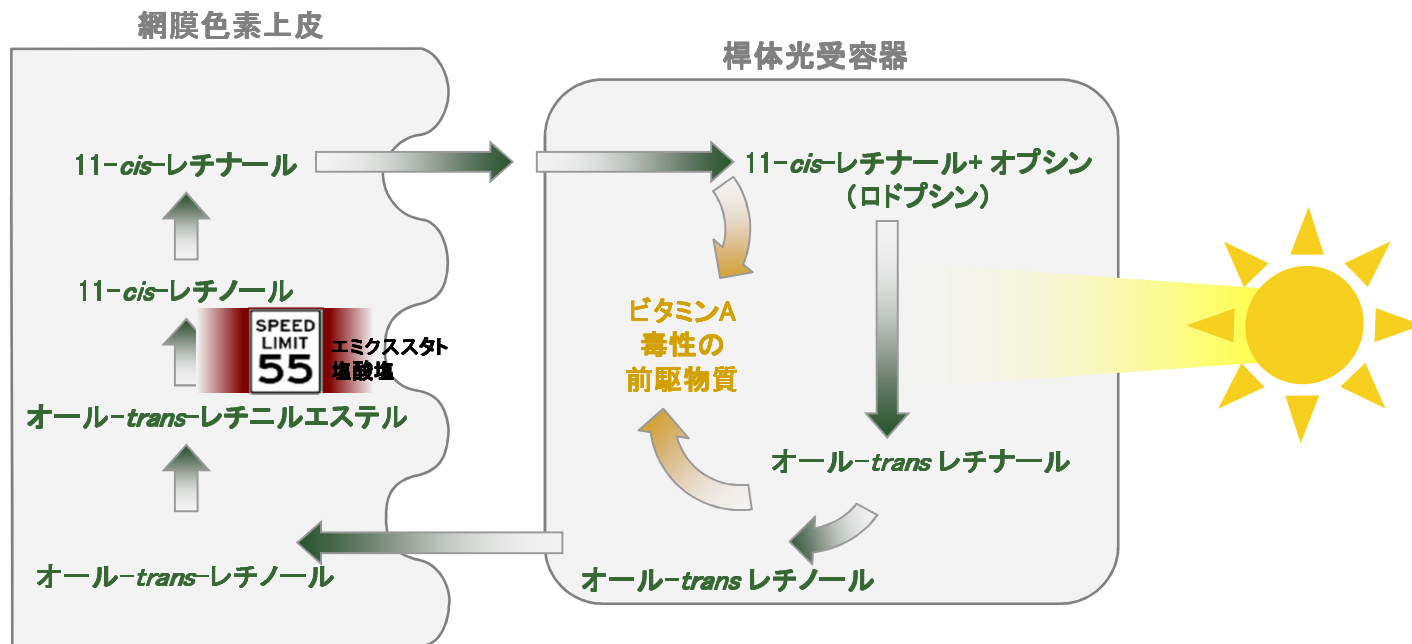 網膜色素上皮
桿体光受容器
11-cis-レチナール
11-cis-レチナール+ オプシン
（ロドプシン）
11-cis-レチノール
SPEED
LIMIT
55
エミクススタト
塩酸塩
ビタミンA
毒性の
前駆物質
オール-trans-レチニルエステル
オール-trans レチナール
オール-trans-レチノール
オール-trans レチノール